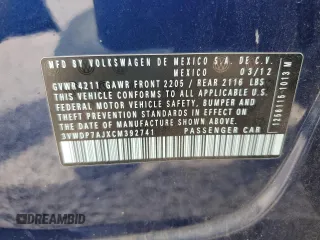 MFD. BY VOLKSWAGEN DE MEXICO S.A. DE C.V.
MEXICO 03/12
GVWR 4211 GAWR FRONT 2205 / REAR 2116 LBS
THIS VEHICLE CONFORMS TO ALL APPLICABLE
FEDERAL MOTOR VEHICLE SAFETY, BUMPER AND
THEFT PREVENTION STANDARDS IN EFFECT ON THE
DATE OF MANUFACTURE SHOWN ABOVE.
3VWDP7AJXCM392741 PASSENGER CAR
DREAMBID